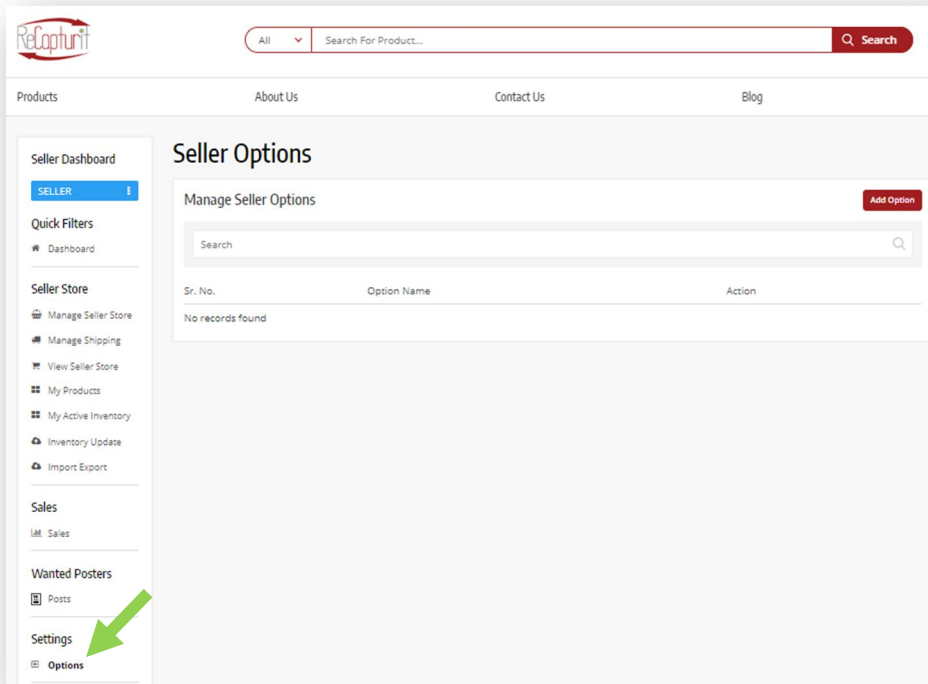 ReCapturit
All
Search For Product...
Search
Products
About Us
Contact Us
Blog
Seller Dashboard
SELLER
Quick Filters
Dashboard
Seller Store
Manage Seller Store
Manage Shipping
View Seller Store
My Products
My Active Inventory
Inventory Update
Import Export
Sales
Sales
Wanted Posters
Posts
Settings
Options
Seller Options
Manage Seller Options
Add Option
Search
Sr. No.
Option Name
Action
No records found